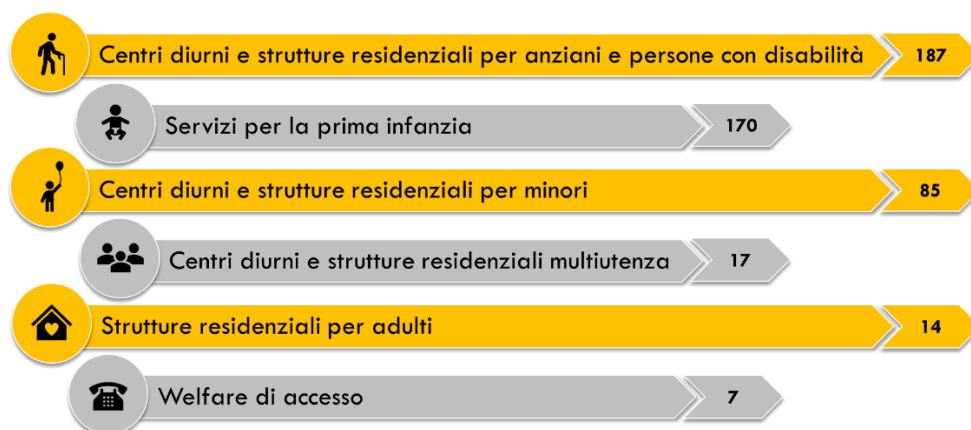 Centri diurni e strutture residenziali per anziani e persone con disabilità 187
Servizi per la prima infanzia 170
Centri diurni e strutture residenziali per minori 85
Centri diurni e strutture residenziali multiutenza 17
Strutture residenziali per adulti 14
Welfare di accesso 7